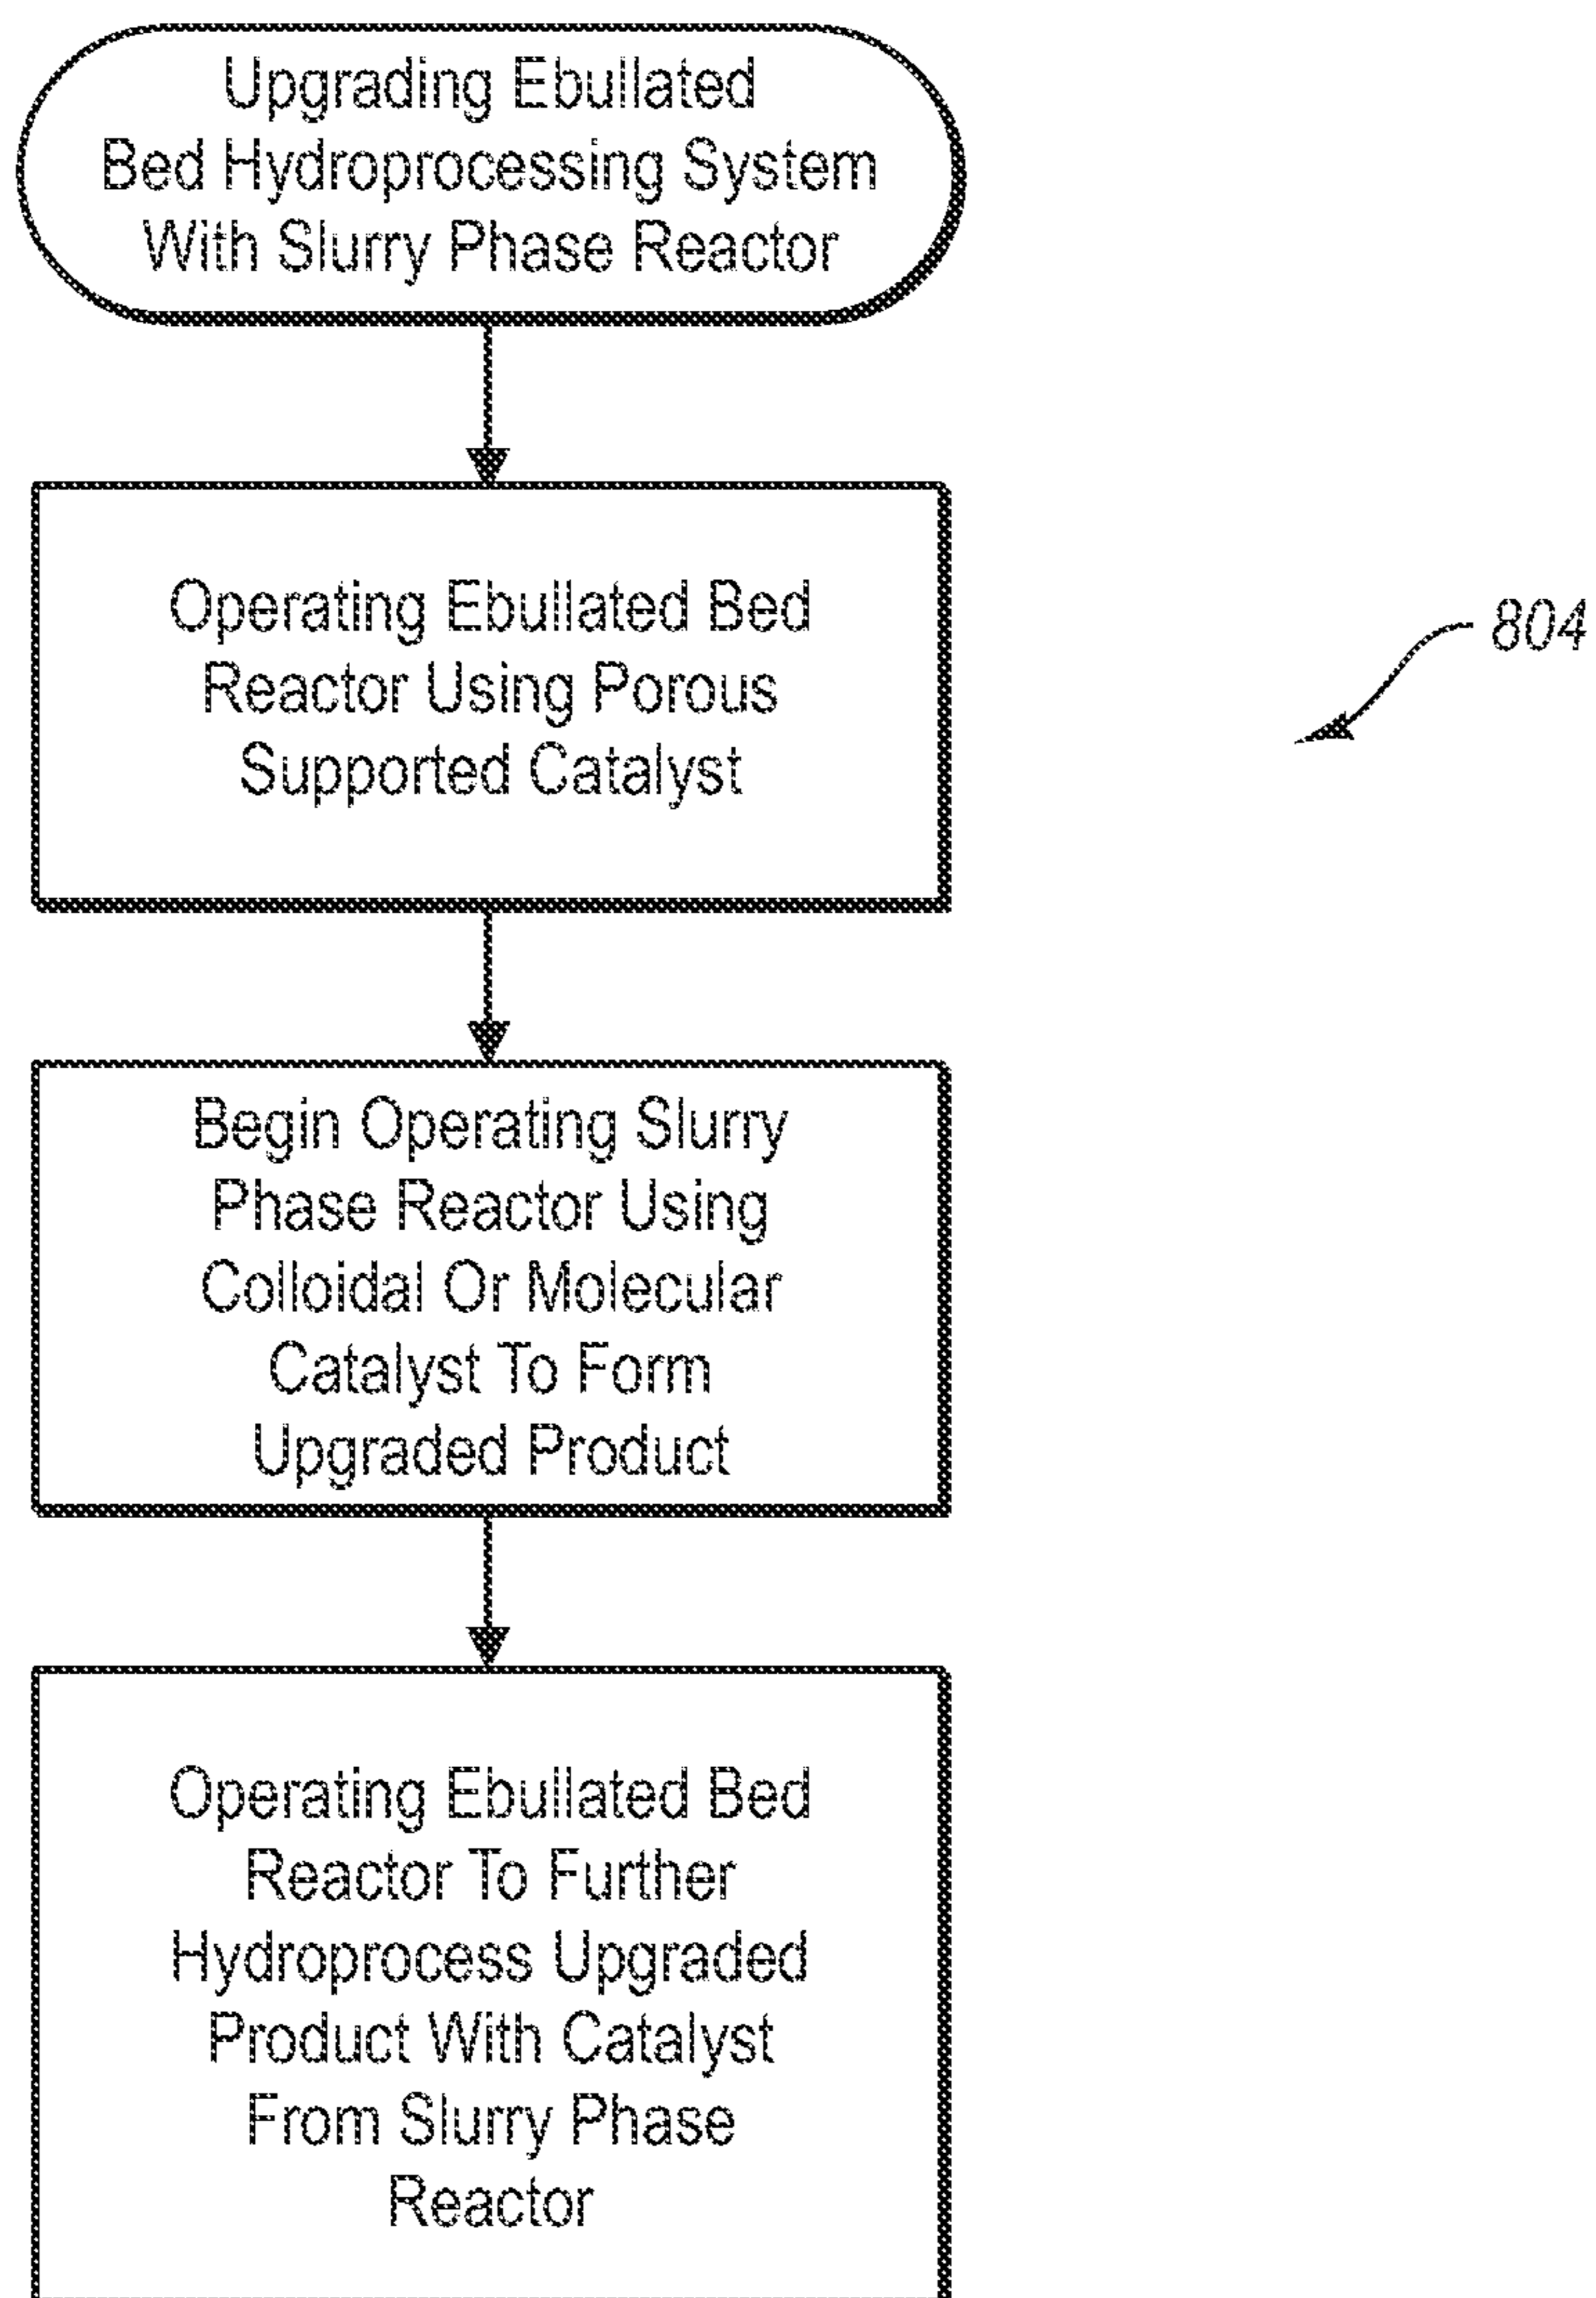 Upgrading Ebullated
Bed Hydroprocessing System
With Slurry Phase Reactor
Operating Ebullated Bed
Reactor Using Porous
Supported Catalyst
804
Begin Operating Slurry
Phase Reactor Using
Colloidal Or Molecular
Catalyst To Form
Upgraded Product
Operating Ebullated Bed
Reactor To Further
Hydroprocess Upgraded
Product With Catalyst
From Slurry Phase
Reactor